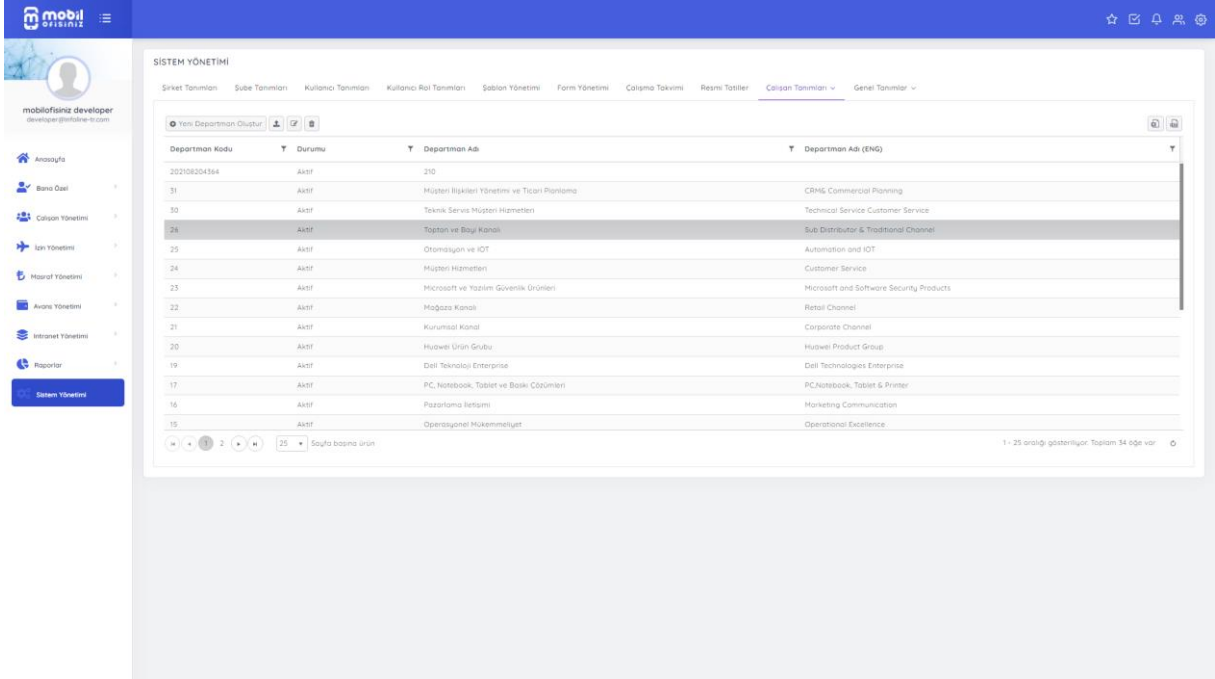 mobil
ofisiniz
mobilofisiniz developer
developer@infoline-tr.com
Anasayfa
Bana Özel
Çalışan Yönetimi
İzin Yönetimi
Masraf Yönetimi
Avans Yönetimi
Intranet Yönetimi
Raporlar
Sistem Yönetimi
SİSTEM YÖNETİMİ
Şirket Tanımları Şube Tanımları Kullanıcı Tanımları Kullanıcı Rol Tanımları Şablon Yönetimi Form Yönetimi Çalışma Takvimi Resmi Tatiller Çalışan Tanımları Genel Tanımlar
Yeni Departman Oluştur
Departman Kodu Durumu Departman Adı Departman Adı (ENG)
202108204364 Aktif 210
31 Aktif Müşteri İlişkileri Yönetimi ve Ticari Planlama CRM& Commercial Planning
30 Aktif Teknik Servis Müşteri Hizmetleri Technical Service Customer Service
26 Aktif Toptan ve Bayi Kanalı Sub Distributor & Traditional Channel
25 Aktif Otomasyon ve IOT Automation and IOT
24 Aktif Müşteri Hizmetleri Customer Service
23 Aktif Microsoft ve Yazılım Güvenlik Ürünleri Microsoft and Software Security Products
22 Aktif Mağaza Kanalı Retail Channel
21 Aktif Kurumsal Kanal Corporate Channel
20 Aktif Huawei Ürün Grubu Huawei Product Group
19 Aktif Dell Teknoloji Enterprise Dell Technologies Enterprise
17 Aktif PC, Notebook, Tablet ve Baskı Çözümleri PC,Notebook, Tablet & Printer
16 Aktif Pazarlama İletişimi Marketing Communication
15 Aktif Operasyonel Mükemmeliyet Operational Excellence
1 2 25 Sayfa başına ürün 1 - 25 aralığı gösteriliyor. Toplam 34 öğe var